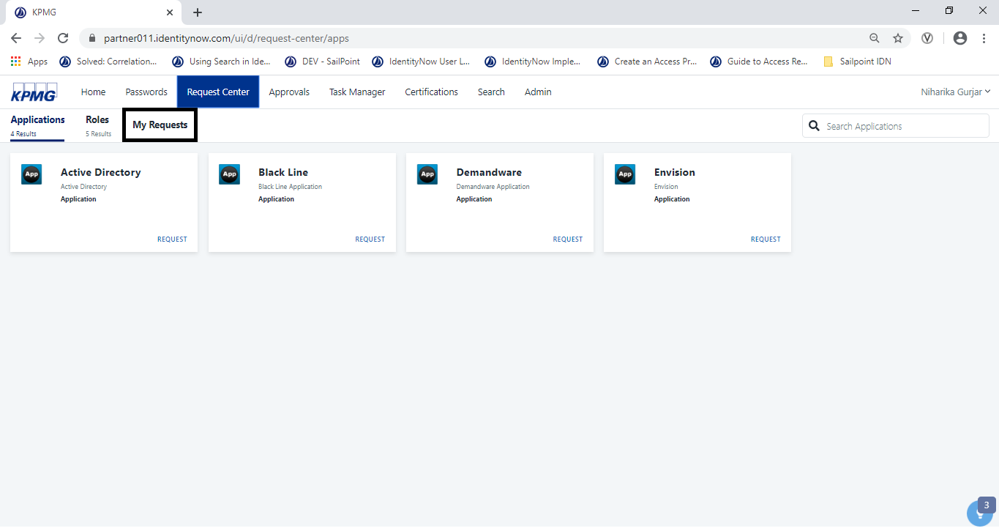 KPMG
partner011.identitynow.com/ui/d/request-center/apps
Apps Solved: Correlation... Using Search in Ide... DEV - SailPoint IdentityNow User L... IdentityNow Imple... Create an Access Pr... Guide to Access Re... Sailpoint IDN
KPMG Home Passwords Request Center Approvals Task Manager Certifications Search Admin Niharika Gurjar
Applications Roles My Requests Search Applications
4 Results 5 Results
App Active Directory
Active Directory
Application
REQUEST
App Black Line
Black Line Application
Application
REQUEST
App Demandware
Demandware Application
Application
REQUEST
App Envision
Envision
Application
REQUEST
3